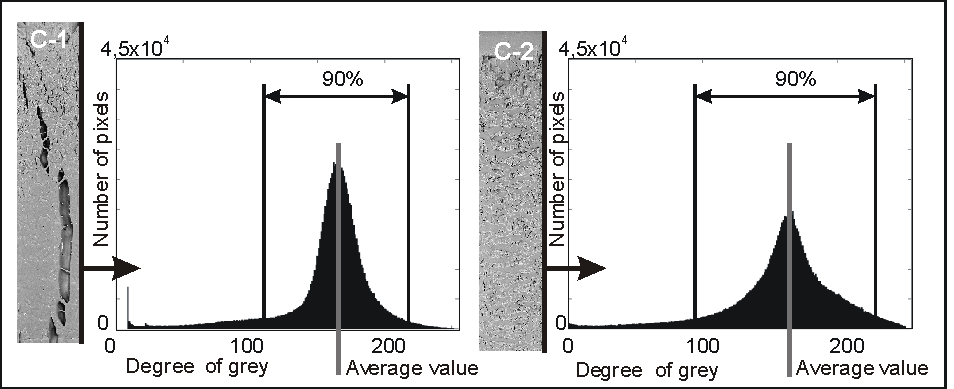 C-1
4,5x10⁴
90%
Number of pixels
0
0 100 200
Degree of grey
Average value
C-2
4,5x10⁴
90%
Number of pixels
0
0 100 200
Degree of grey
Average value